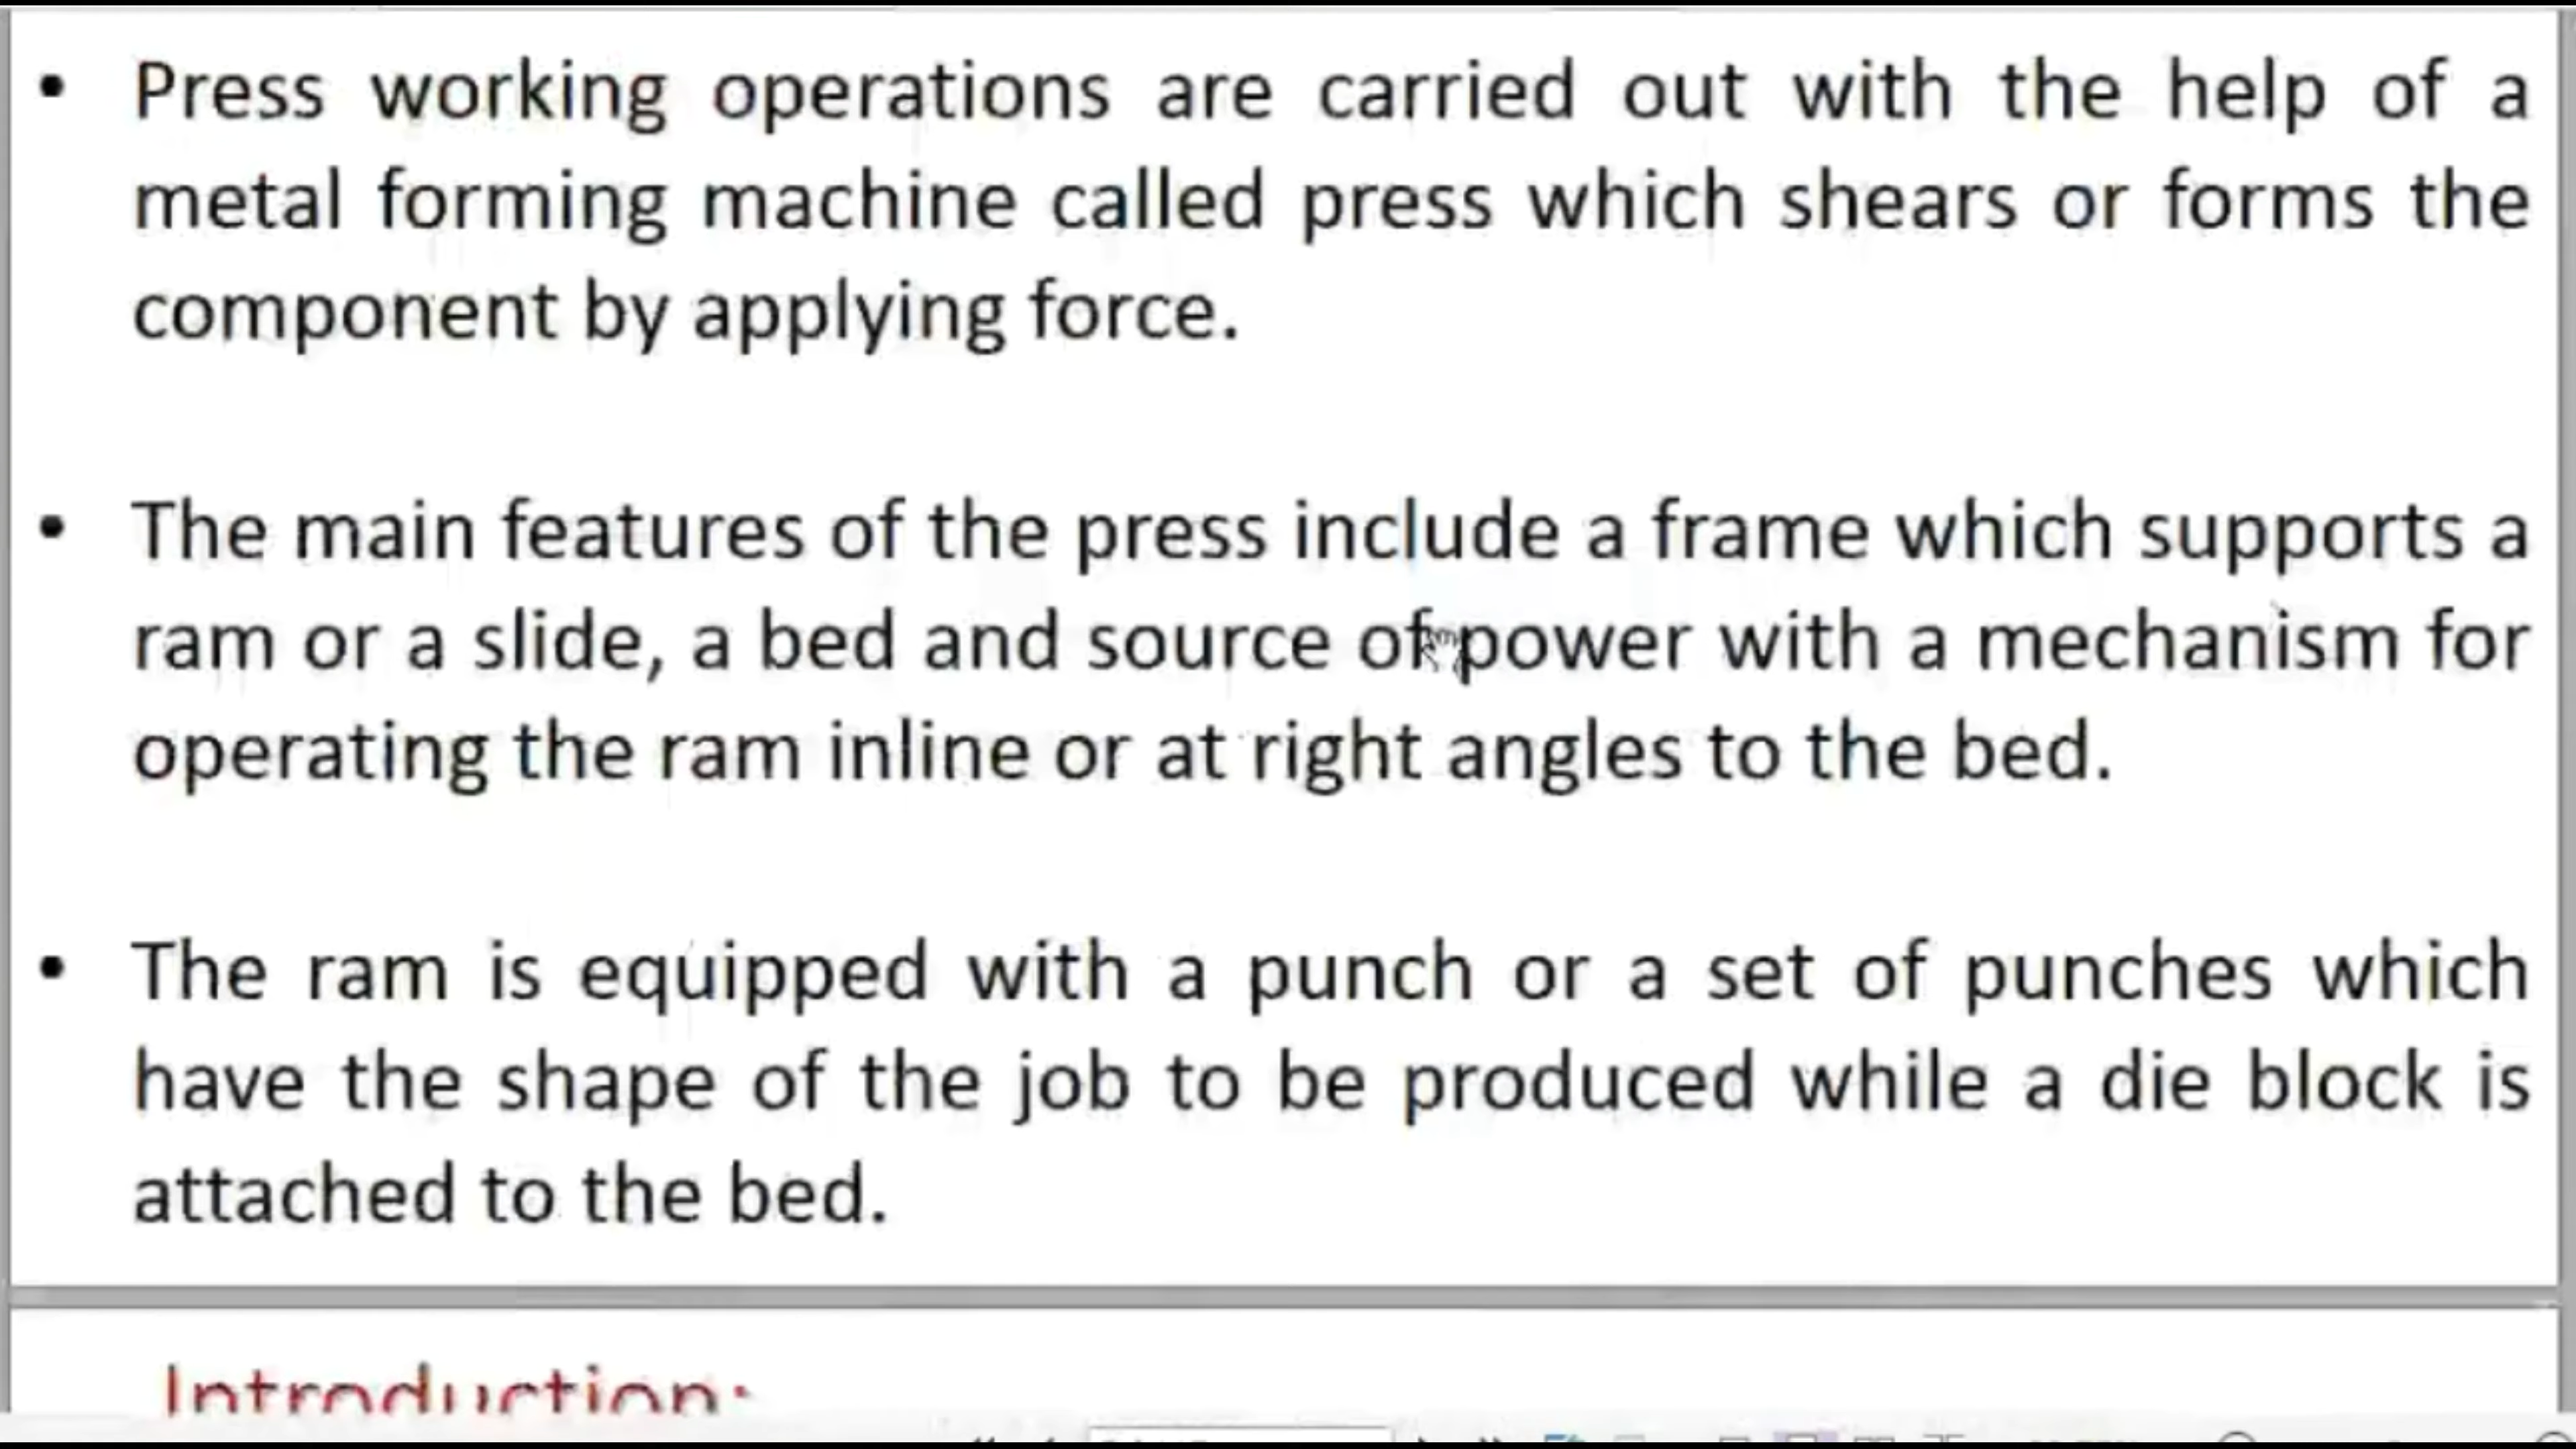 • Press working operations are carried out with the help of a
metal forming machine called press which shears or forms the
component by applying force.
• The main features of the press include a frame which supports a
ram or a slide, a bed and source of power with a mechanism for
operating the ram inline or at right angles to the bed.
• The ram is equipped with a punch or a set of punches which
have the shape of the job to be produced while a die block is
attached to the bed.
Introduction: